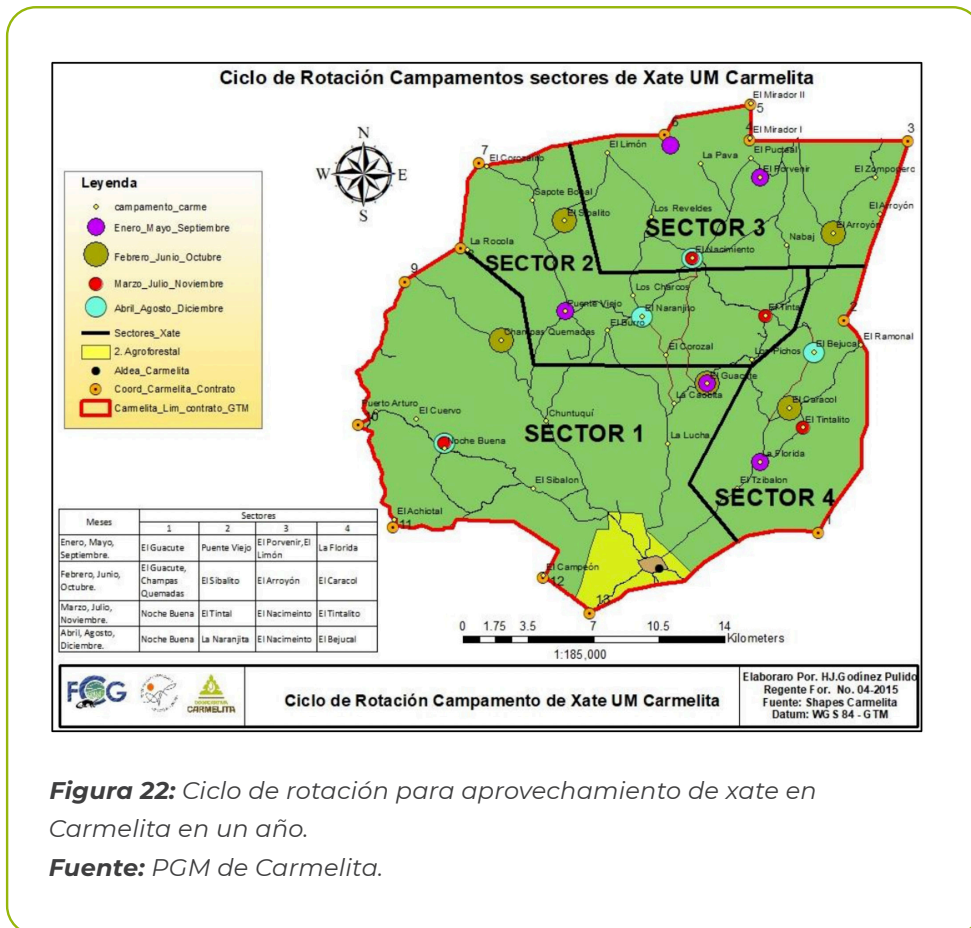 Ciclo de Rotación Campamentos sectores de Xate UM Carmelita
N
W
E
S
Leyenda
campamento_carme
Enero_Mayo_Septiembre
Febrero_Junio_Octubre
Marzo_Julio_Noviembre
Abril_Agosto_Diciembre
Sectores_Xate
2. Agroforestal
Aldea_Carmelita
Coord_Carmelita_Contrato
Carmelita_Lim_contrato_GTM
El Mirador II
5
6
4
El Mirador I
3
7
El Limón
El Pucteal
La Pava
El Porvenir
El Zompopero
Sapote Bonal
El Sibalito
Los Reveldes
El Arroyón
El Arroyón
SECTOR 3
Nabaj
La Rocola
SECTOR 2
El Nacimiento
9
Los Charcos
Puente Viejo
El Naranjito
El Tintal
2
El Burro
El Ramonal
Champas Quemadas
El Corozal
Los Pichos
El Bejucal
El Guacute
Puerto Arturo
10
El Cuervo
La Caobita
El Caracol
Chuntuquí
El Tintalito
SECTOR 1
Noche Buena
La Lucha
La Florida
El Sibalon
El Tzibalon
SECTOR 4
El Achiotal
11
1
El Campeón
12
13
Meses
Sectores
1 2 3 4
Enero, Mayo, Septiembre. El Guacute Puente Viejo El Porvenir, El Limón La Florida
Febrero, Junio, Octubre. El Guacute, Champas Quemadas El Sibalito El Arroyón El Caracol
Marzo, Julio, Noviembre. Noche Buena El Tintal El Nacimeinto El Tintalito
Abril, Agosto, Diciembre. Noche Buena La Naranjita El Nacimeinto El Bejucal
0 1.75 3.5 7 10.5 14
Kilometers
1:185,000
FCG
CARMELITA
Ciclo de Rotación Campamento de Xate UM Carmelita
Elaboraro Por. HJ.Godínez Pulido
Regente For. No. 04-2015
Fuente: Shapes Carmelita
Datum: WGS 84 - GTM
Figura 22: Ciclo de rotación para aprovechamiento de xate en
Carmelita en un año.
Fuente: PGM de Carmelita.